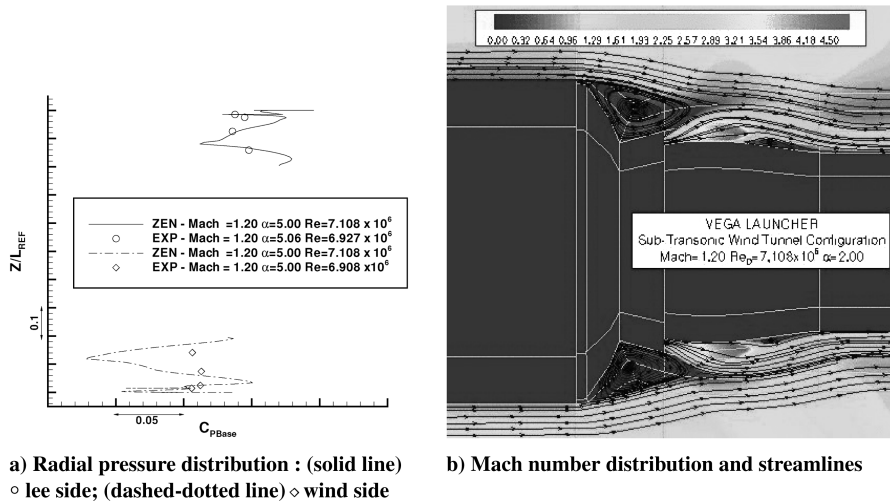 0.00 0.32 0.64 0.96 1.29 1.61 1.93 2.25 2.57 2.89 3.21 3.54 3.86 4.18 4.50
Z/L_REF
ZEN - Mach =1.20 α=5.00 Re=7.108 x 10^6
EXP - Mach = 1.20 α=5.06 Re=6.927 x 10^6
ZEN - Mach = 1.20 α=5.00 Re=7.108 x 10^6
EXP - Mach = 1.20 α=5.00 Re=6.908 x10^6
0.1
0.05
C_PBase
VEGA LAUNCHER
Sub-Transonic Wind Tunnel Configuration
Mach= 1.20 Re_D=7.108x10^6 α=2.00
a) Radial pressure distribution : (solid line)
○ lee side; (dashed-dotted line) ◇ wind side
b) Mach number distribution and streamlines